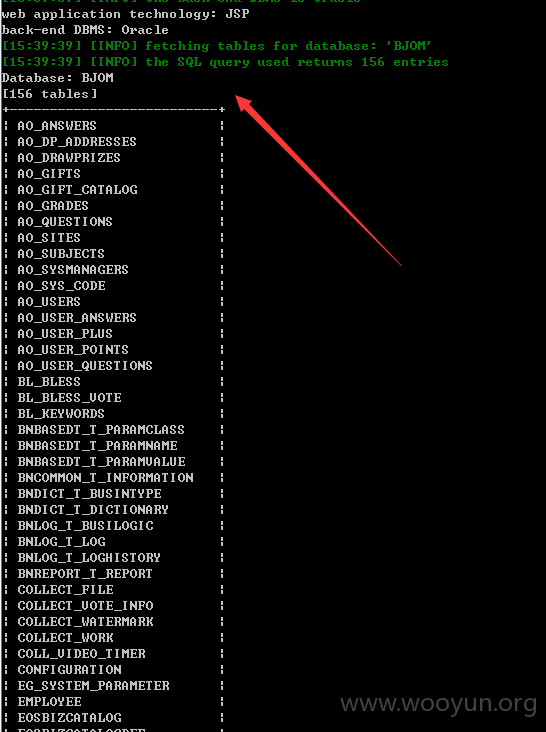 web application technology: JSP
back-end DBMS: Oracle
[15:39:39] [INFO] fetching tables for database: 'BJOM'
[15:39:39] [INFO] the SQL query used returns 156 entries
Database: BJOM
[156 tables]
+--------------------------+
¦ AO_ANSWERS ¦
¦ AO_DP_ADDRESSES ¦
¦ AO_DRAWPRIZES ¦
¦ AO_GIFTS ¦
¦ AO_GIFT_CATALOG ¦
¦ AO_GRADES ¦
¦ AO_QUESTIONS ¦
¦ AO_SITES ¦
¦ AO_SUBJECTS ¦
¦ AO_SYSMANAGERS ¦
¦ AO_SYS_CODE ¦
¦ AO_USERS ¦
¦ AO_USER_ANSWERS ¦
¦ AO_USER_PLUS ¦
¦ AO_USER_POINTS ¦
¦ AO_USER_QUESTIONS ¦
¦ BL_BLESS ¦
¦ BL_BLESS_VOTE ¦
¦ BL_KEYWORDS ¦
¦ BNBASEDT_T_PARAMCLASS ¦
¦ BNBASEDT_T_PARAMNAME ¦
¦ BNBASEDT_T_PARAMVALUE ¦
¦ BNCOMMON_T_INFORMATION ¦
¦ BNDICT_T_BUSINTYPE ¦
¦ BNDICT_T_DICTIONARY ¦
¦ BNLOG_T_BUSILOGIC ¦
¦ BNLOG_T_LOG ¦
¦ BNLOG_T_LOGHISTORY ¦
¦ BNREPORT_T_REPORT ¦
¦ COLLECT_FILE ¦
¦ COLLECT_VOTE_INFO ¦
¦ COLLECT_WATERMARK ¦
¦ COLLECT_WORK ¦
¦ COLL_VIDEO_TIMER ¦
¦ CONFIGURATION ¦
¦ EG_SYSTEM_PARAMETER ¦
¦ EMPLOYEE ¦
¦ EOSBIZCATALOG ¦
www.wooyun.org